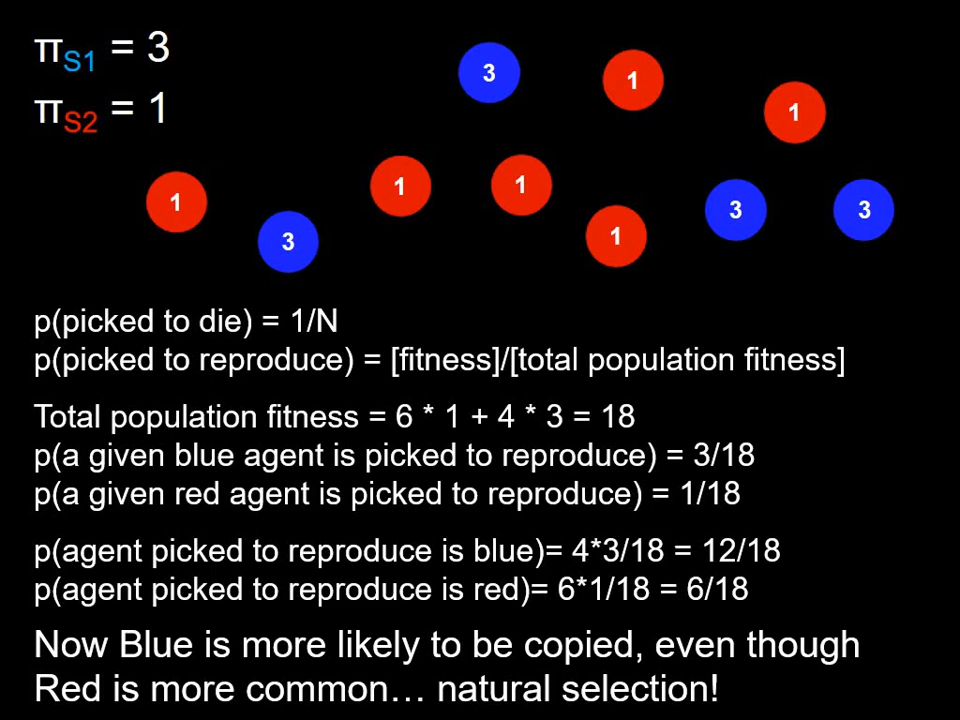 πS1 = 3
πS2 = 1
3
1
1
1
3
1
1
1
3
3
p(picked to die) = 1/N
p(picked to reproduce) = [fitness]/[total population fitness]
Total population fitness = 6 * 1 + 4 * 3 = 18
p(a given blue agent is picked to reproduce) = 3/18
p(a given red agent is picked to reproduce) = 1/18
p(agent picked to reproduce is blue)= 4*3/18 = 12/18
p(agent picked to reproduce is red)= 6*1/18 = 6/18
Now Blue is more likely to be copied, even though
Red is more common… natural selection!